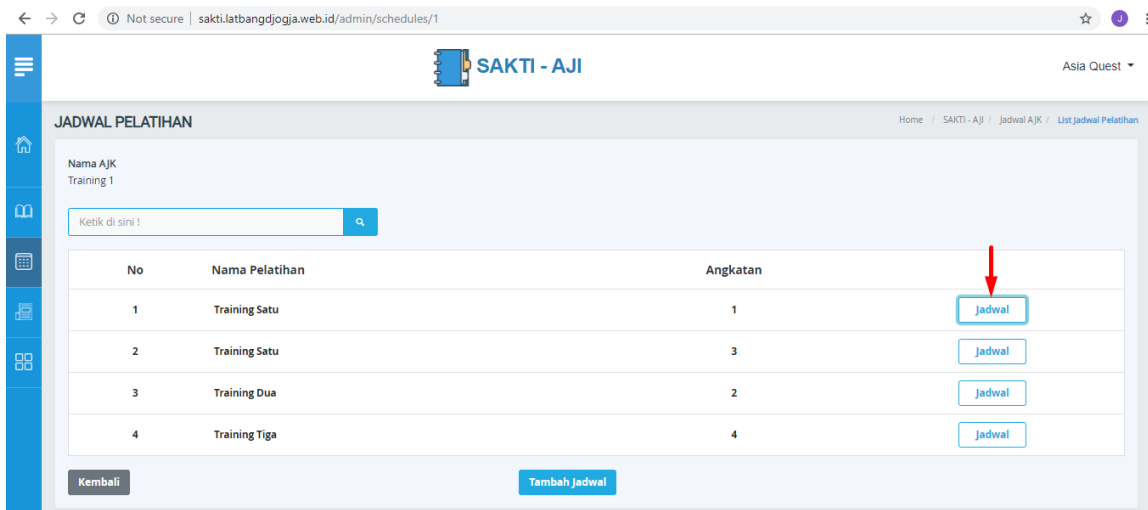 Not secure | sakti.latbangdjogja.web.id/admin/schedules/1
J
SAKTI - AJI
Asia Quest
JADWAL PELATIHAN
Home / SAKTI - AJI / Jadwal AJK / List Jadwal Pelatihan
Nama AJK
Training 1
Ketik di sini !
No Nama Pelatihan Angkatan
1 Training Satu 1 Jadwal
2 Training Satu 3 Jadwal
3 Training Dua 2 Jadwal
4 Training Tiga 4 Jadwal
Kembali Tambah Jadwal